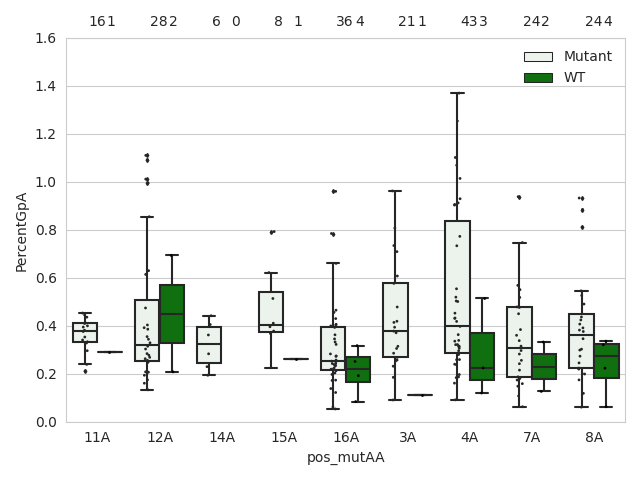 16 1 28 2 6 0 8 1 36 4 21 1 43 3 24 2 24 4
1.6
Mutant
WT
1.4
1.2
1.0
0.8
0.6
0.4
0.2
0.0
PercentGpA
11A 12A 14A 15A 16A 3A 4A 7A 8A
pos_mutAA